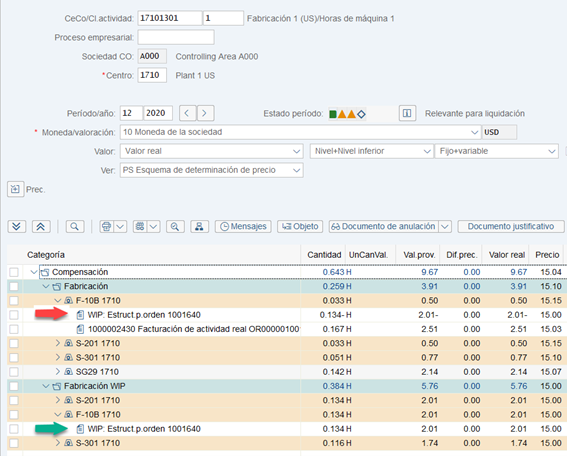 CeCo/Cl.actividad: 17101301 1 Fabricación 1 (US)/Horas de máquina 1
Proceso empresarial:
Sociedad CO: A000 Controlling Area A000
*Centro: 1710 Plant 1 US
Período/año: 12 2020 Estado período: Relevante para liquidación
* Moneda/valoración: 10 Moneda de la sociedad USD
Valor: Valor real Nivel+Nivel inferior Fijo+variable
Ver: PS Esquema de determinación de precio
Prec.
Mensajes Objeto Documento de anulación Documento justificativo
Categoría Cantidad UnCanVal. Val.prov. Dif.prec. Valor real Precio
Compensación 0.643 H 9.67 0.00 9.67 15.04
Fabricación 0.259 H 3.91 0.00 3.91 15.10
F-10B 1710 0.033 H 0.50 0.00 0.50 15.15
WIP: Estruct.p.orden 1001640 0.134- H 2.01- 0.00 2.01- 15.00
1000002430 Facturación de actividad real OR00000100 0.167 H 2.51 0.00 2.51 15.03
S-201 1710 0.033 H 0.50 0.00 0.50 15.15
S-301 1710 0.051 H 0.77 0.00 0.77 15.10
SG29 1710 0.142 H 2.14 0.00 2.14 15.07
Fabricación WIP 0.384 H 5.76 0.00 5.76 15.00
S-201 1710 0.134 H 2.01 0.00 2.01 15.00
F-10B 1710 0.134 H 2.01 0.00 2.01 15.00
WIP: Estruct.p.orden 1001640 0.134 H 2.01 0.00 2.01 15.00
S-301 1710 0.116 H 1.74 0.00 1.74 15.00